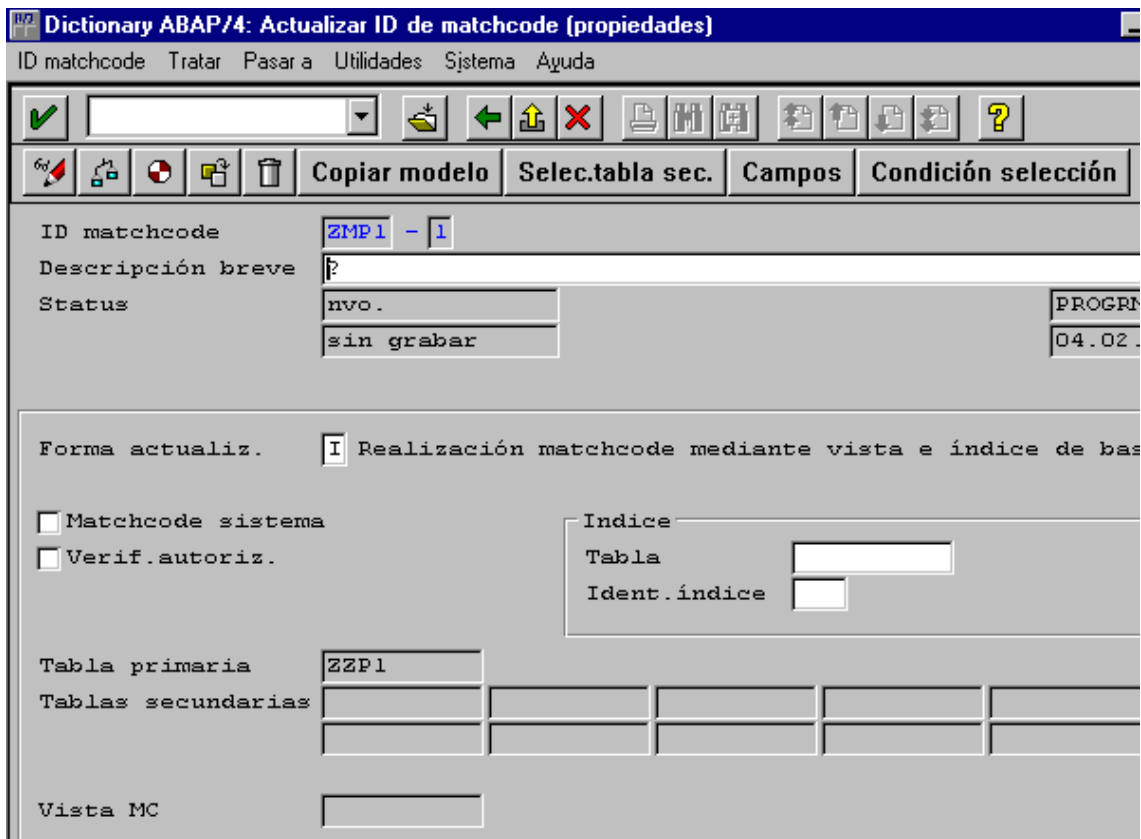 Dictionary ABAP/4: Actualizar ID de matchcode (propiedades)
ID matchcode Tratar Pasar a Utilidades Sistema Ayuda
Copiar modelo Selec.tabla sec. Campos Condición selección
ID matchcode ZMP1 - 1
Descripción breve ?
Status nvo. PROGRM
sin grabar 04.02.
Forma actualiz. I Realización matchcode mediante vista e índice de bas
Matchcode sistema Indice
Verif.autoriz. Tabla
Ident.índice
Tabla primaria ZZP1
Tablas secundarias
Vista MC